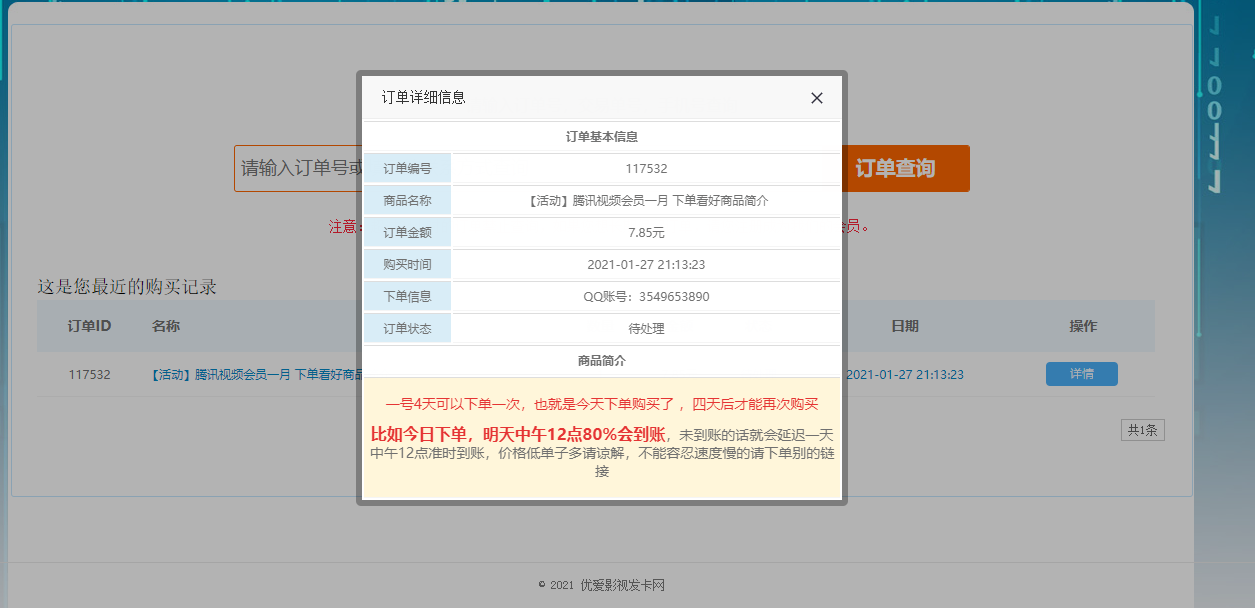 订单详细信息
订单基本信息
订单编号 117532
商品名称 【活动】腾讯视频会员一月 下单看好商品简介
订单金额 7.85元
购买时间 2021-01-27 21:13:23
下单信息 QQ账号：3549653890
订单状态 待处理
商品简介
一号4天可以下单一次，也就是今天下单购买了 ，四天后才能再次购买
比如今日下单，明天中午12点80%会到账，未到账的话就会延迟一天
中午12点准时到账，价格低单子多请谅解，不能容忍速度慢的请下单别的链
接
请输入订单号或
订单查询
注意：
员。
这是您最近的购买记录
订单ID 名称 日期 操作
117532 【活动】腾讯视频会员一月 下单看好商品 2021-01-27 21:13:23 详情
共1条
© 2021 优爱影视发卡网